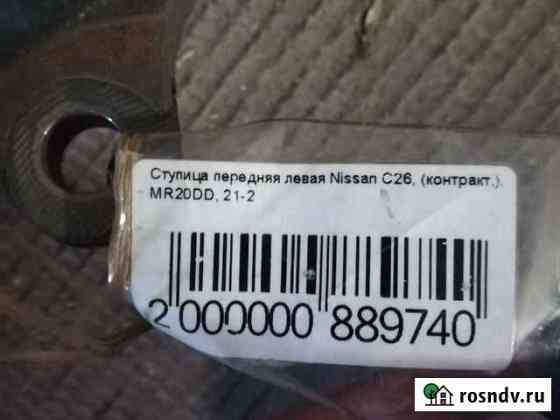 Ступица передняя левая Nissan C26, (контракт.).
MR20DD, 21-2
2 000000 889740
rosndv.ru